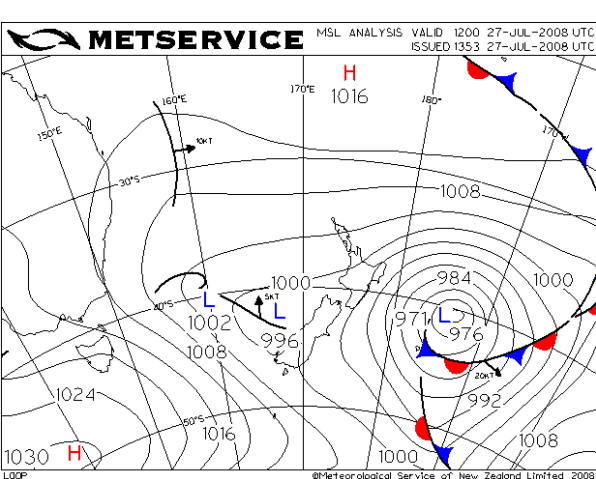 METSERVICE
MSL ANALYSIS VALID 1200 27-JUL-2008 UTC
ISSUED 1353 27-JUL-2008 UTC
H
1016
170°E
180°
160°E
150°E
170°W
10KT
30°S
1008
1000
984
1000
5KT
40°S
L
1002
L
996
971
L
976
1008
20KT
1024
992
50°S
1016
1008
1030
H
1000
LOOP
©Meteorological Service of New Zealand Limited 2008